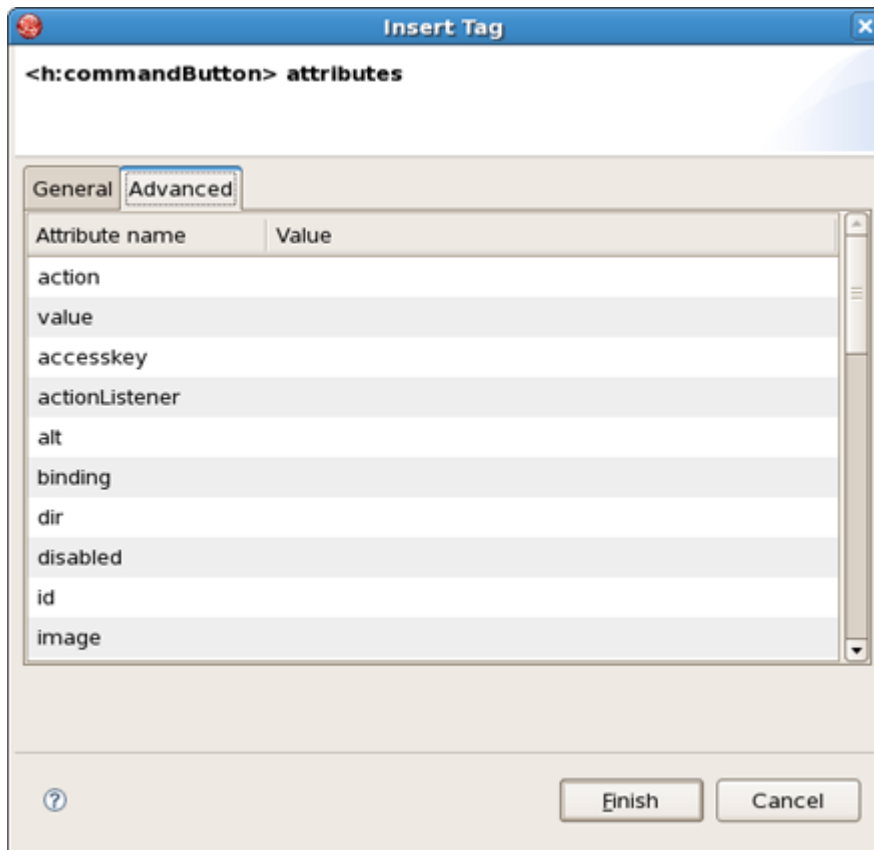 Insert Tag
<h:commandButton> attributes
General Advanced
Attribute name Value
action
value
accesskey
actionListener
alt
binding
dir
disabled
id
image
Finish Cancel